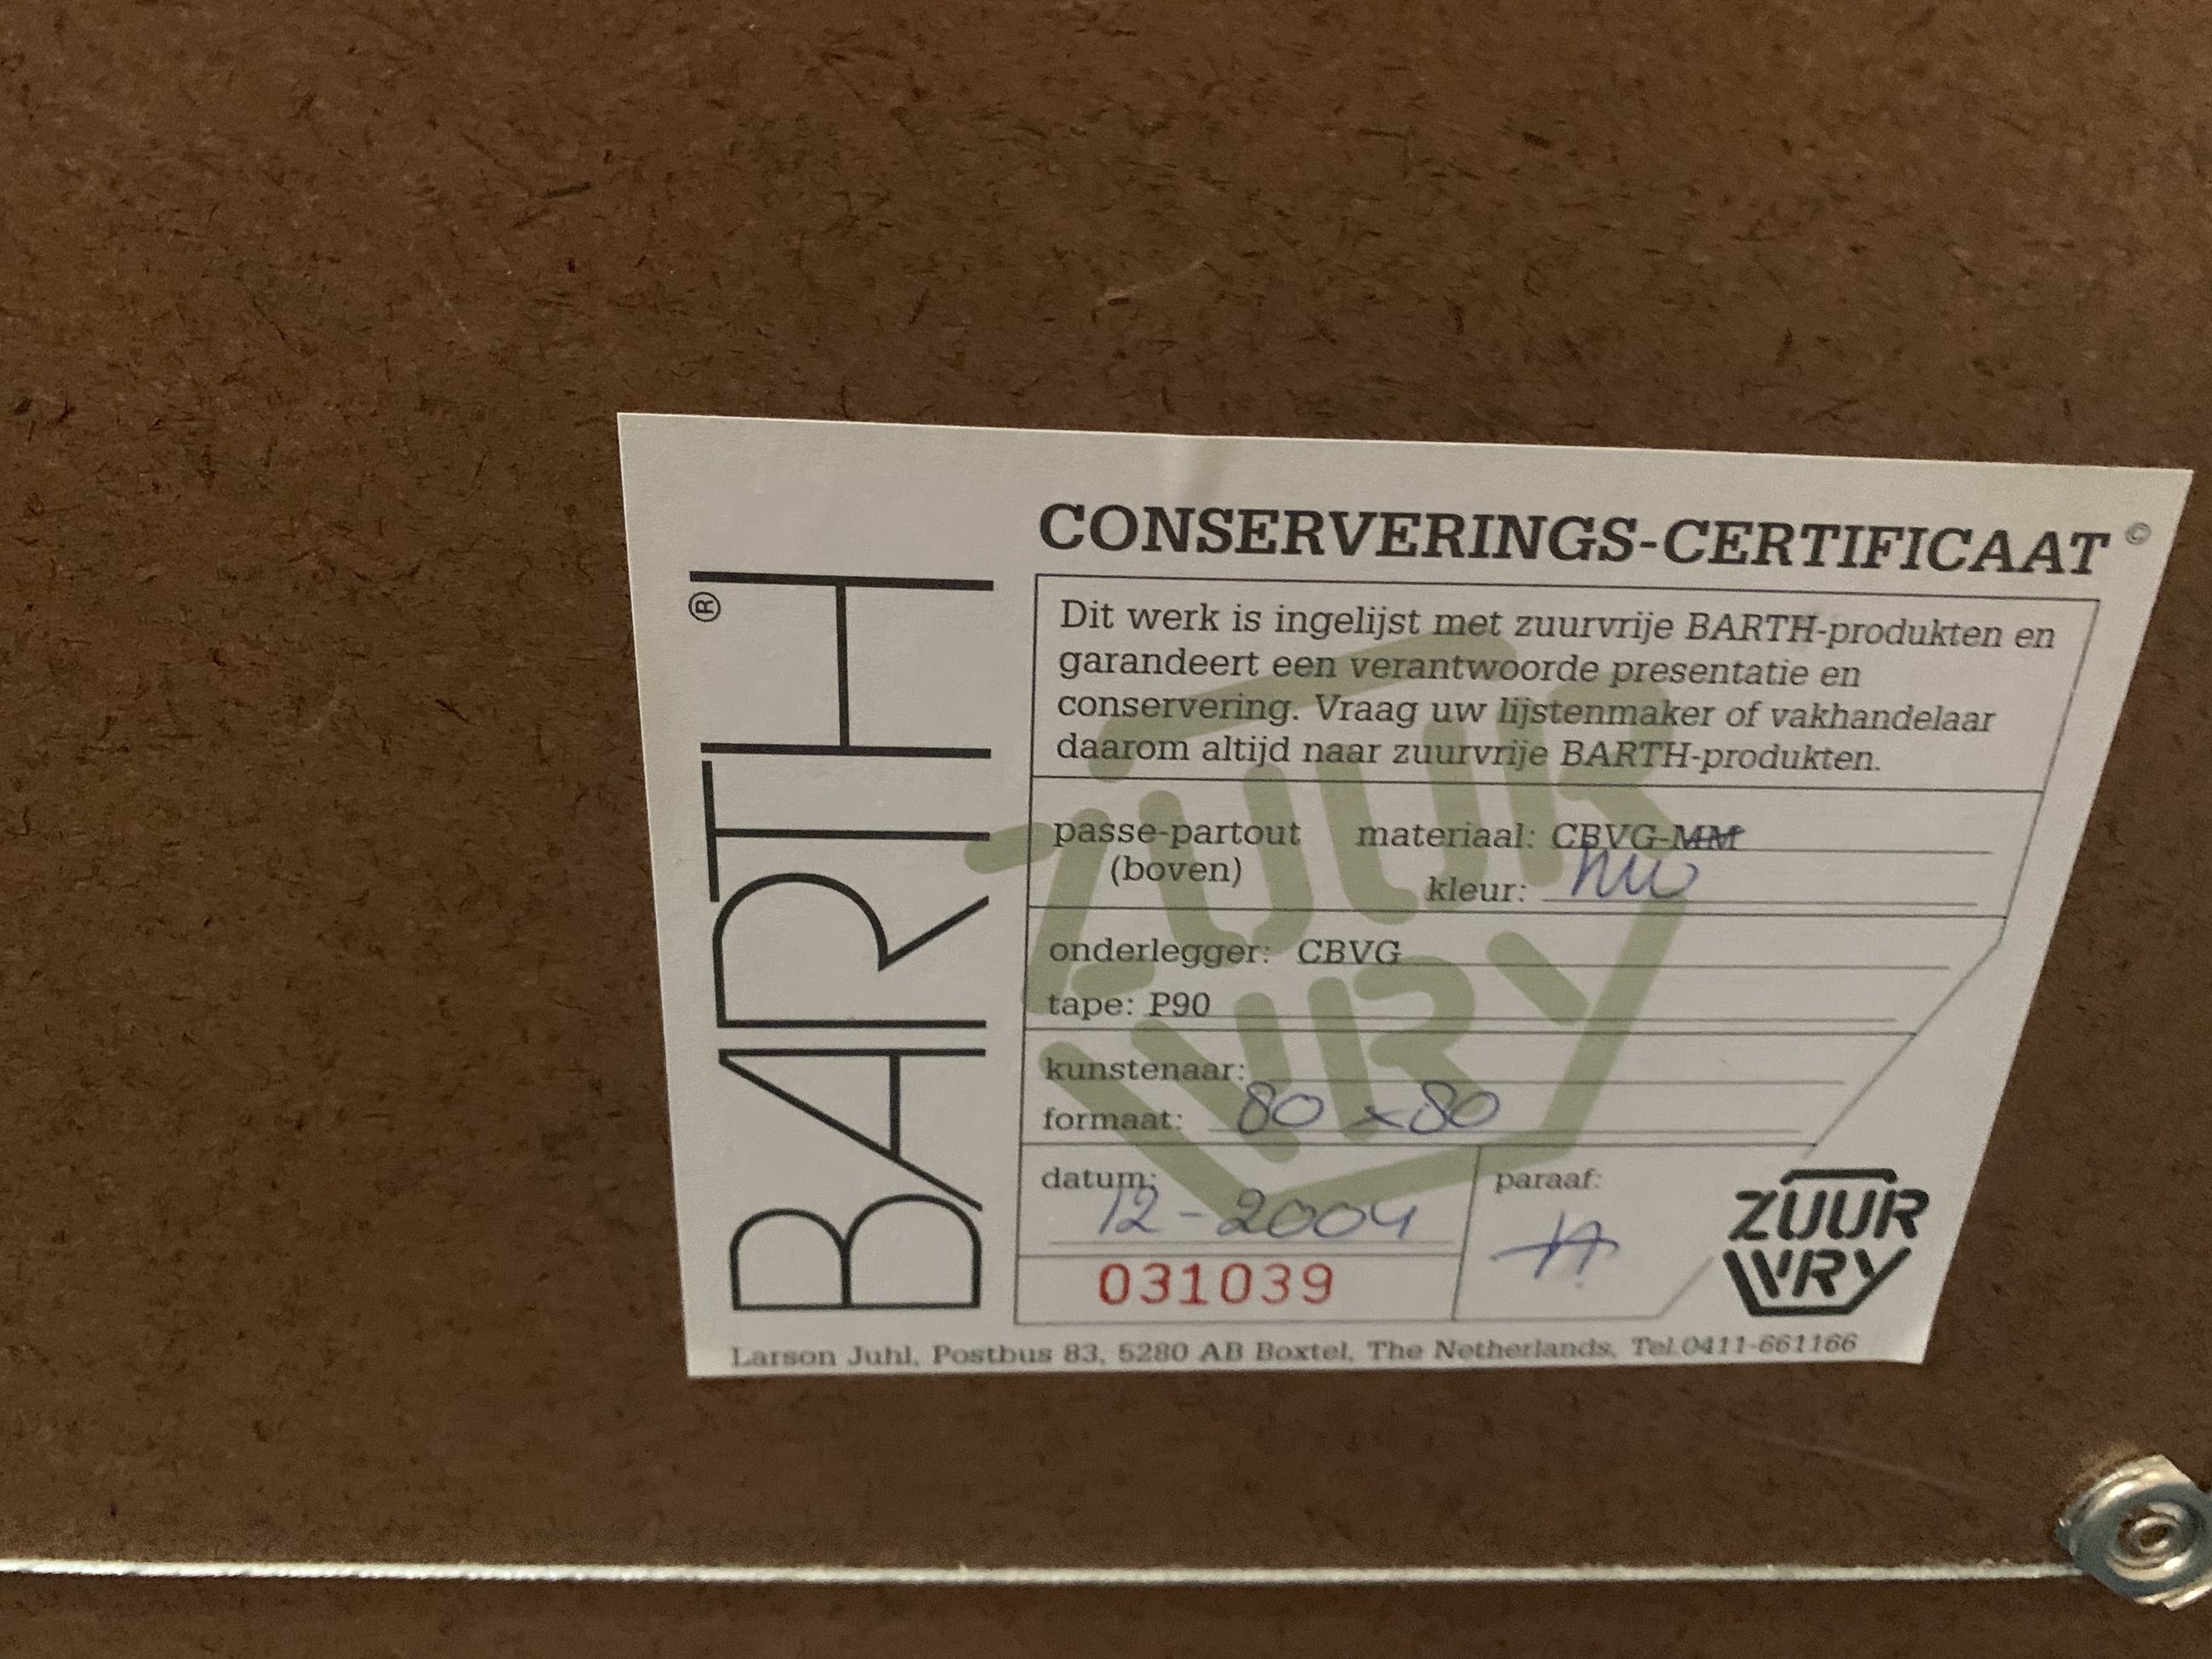 BARTH®
CONSERVERINGS-CERTIFICAAT ©
Dit werk is ingelijst met zuurvrije BARTH-produkten en
garandeert een verantwoorde presentatie en
conservering. Vraag uw lijstenmaker of vakhandelaar
daarom altijd naar zuurvrije BARTH-produkten.
ZUUR
VRY
passe-partout materiaal: CBVG-MM
(boven) kleur:
onderlegger: CBVG
tape: P90
kunstenaar:
formaat: 80 x 80
datum: 12-2004
paraaf:
031039
ZUUR
VRY
Larson Juhl, Postbus 83, 5280 AB Boxtel, The Netherlands, Tel.0411-661166